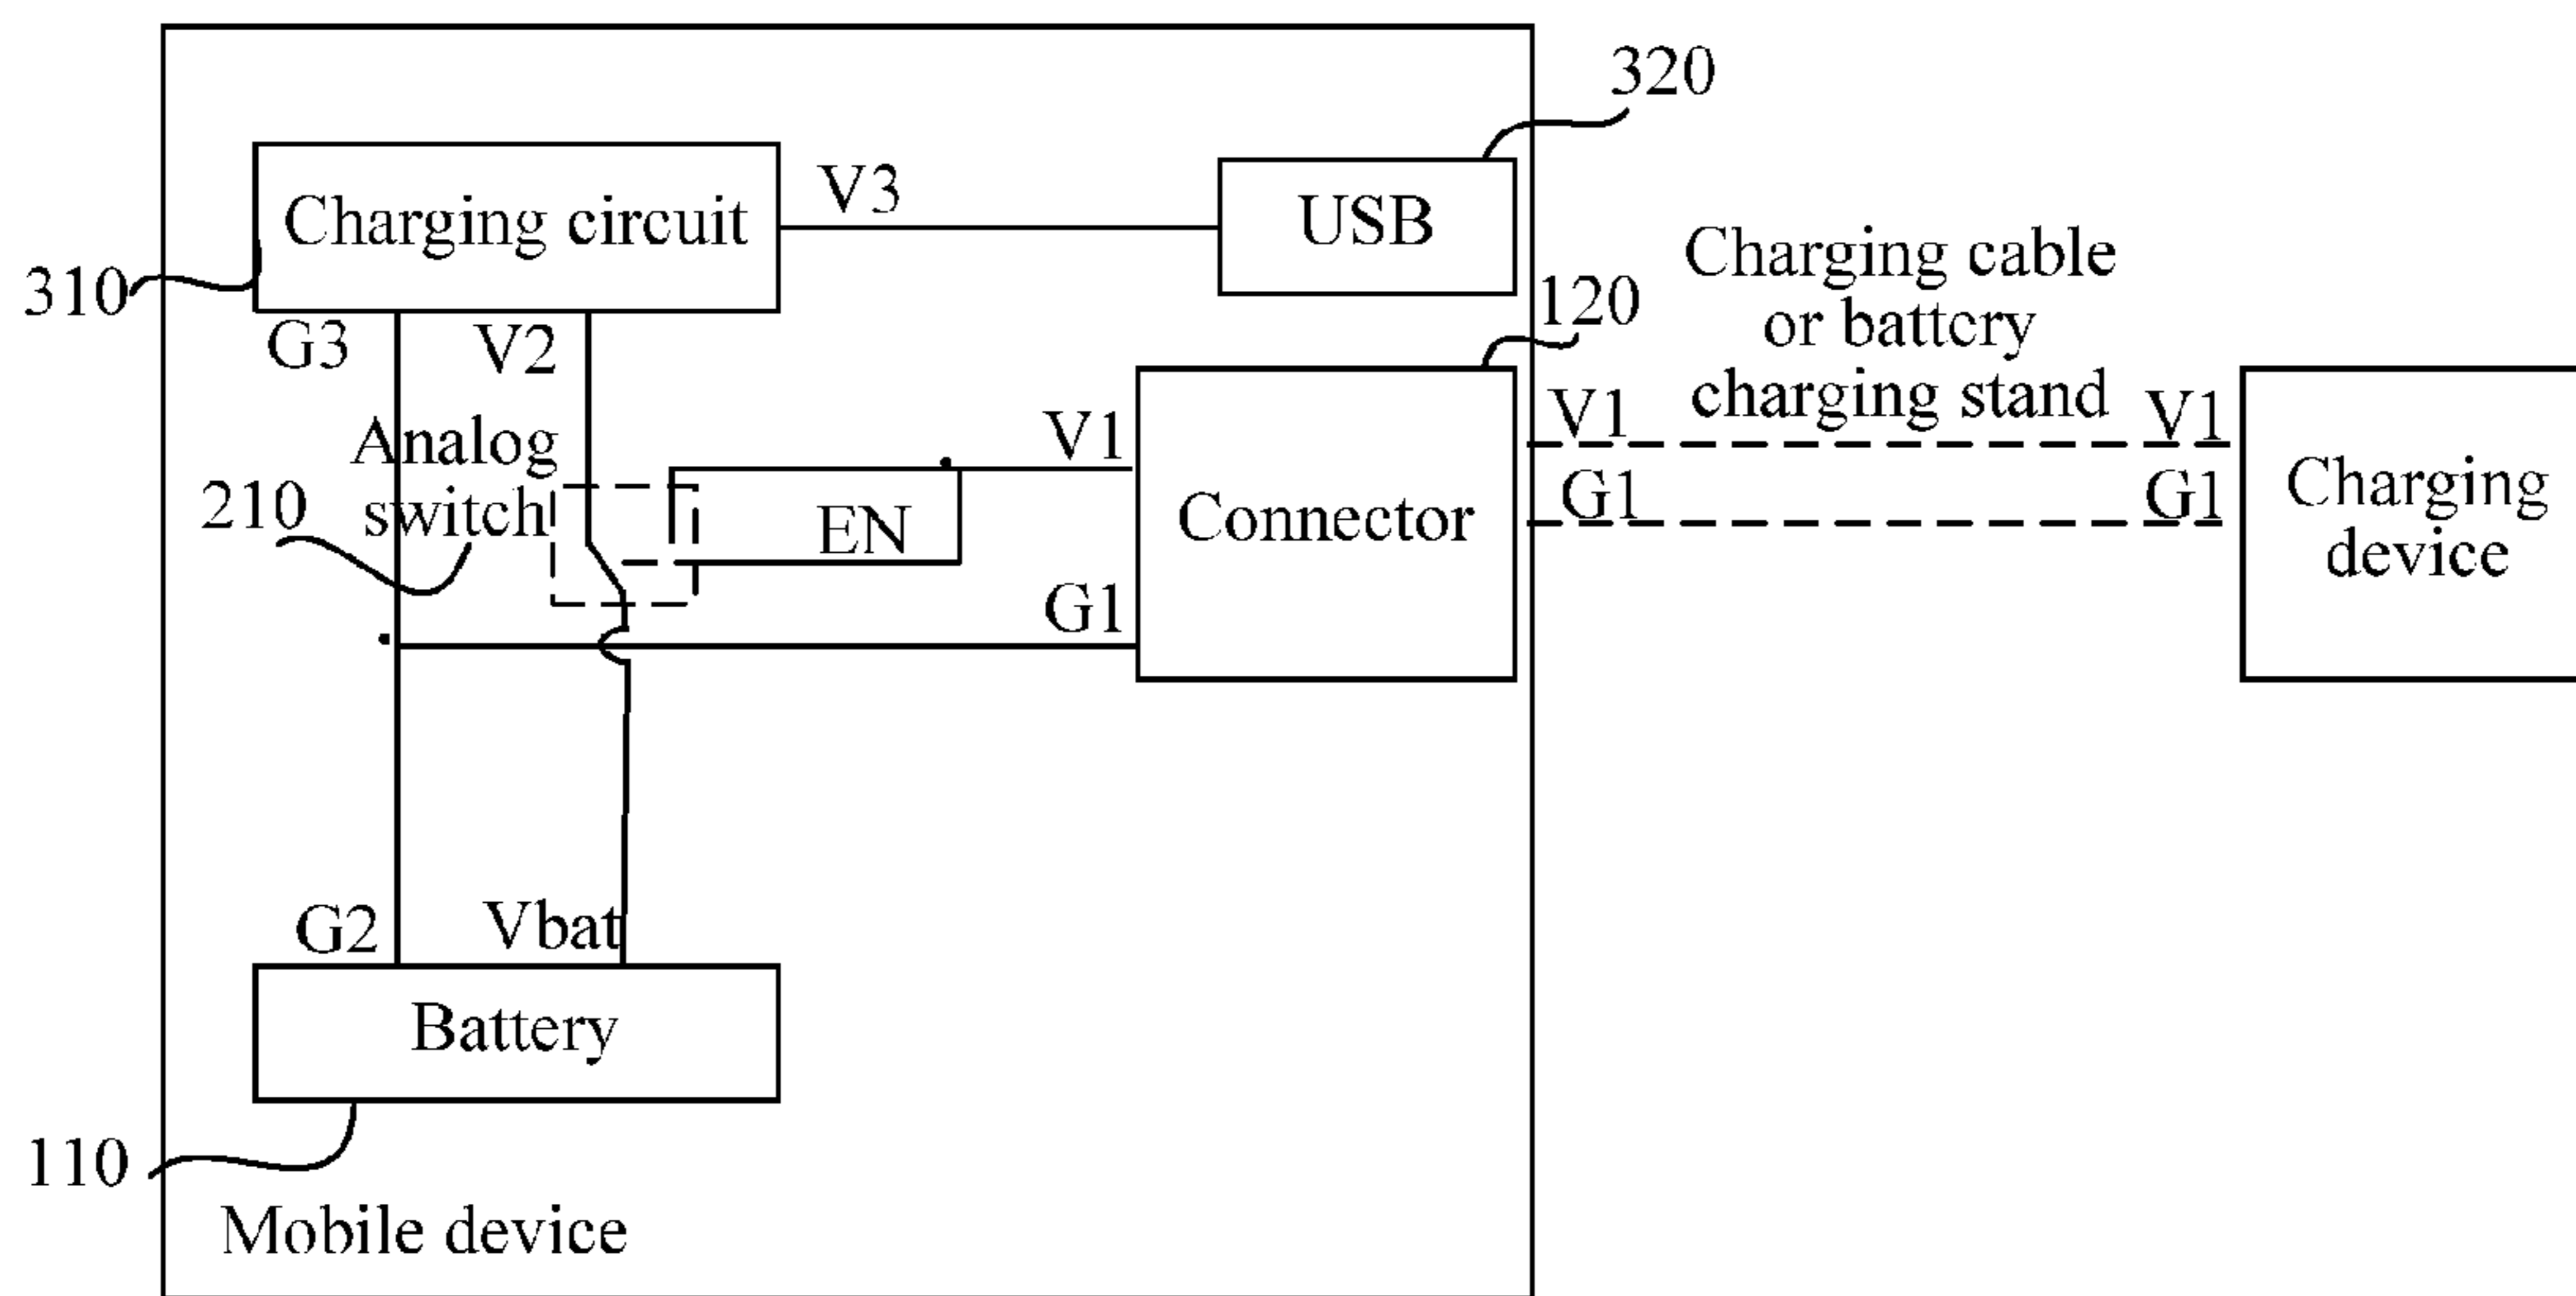 320
V3
Charging circuit
USB
310
G3
V2
120
Charging cable
or battcry
charging stand
Analog
switch
210
V1
EN
G1
Connector
V1
G1
V1
G1
Charging
device
G2
Vbat
Battery
110
Mobile device